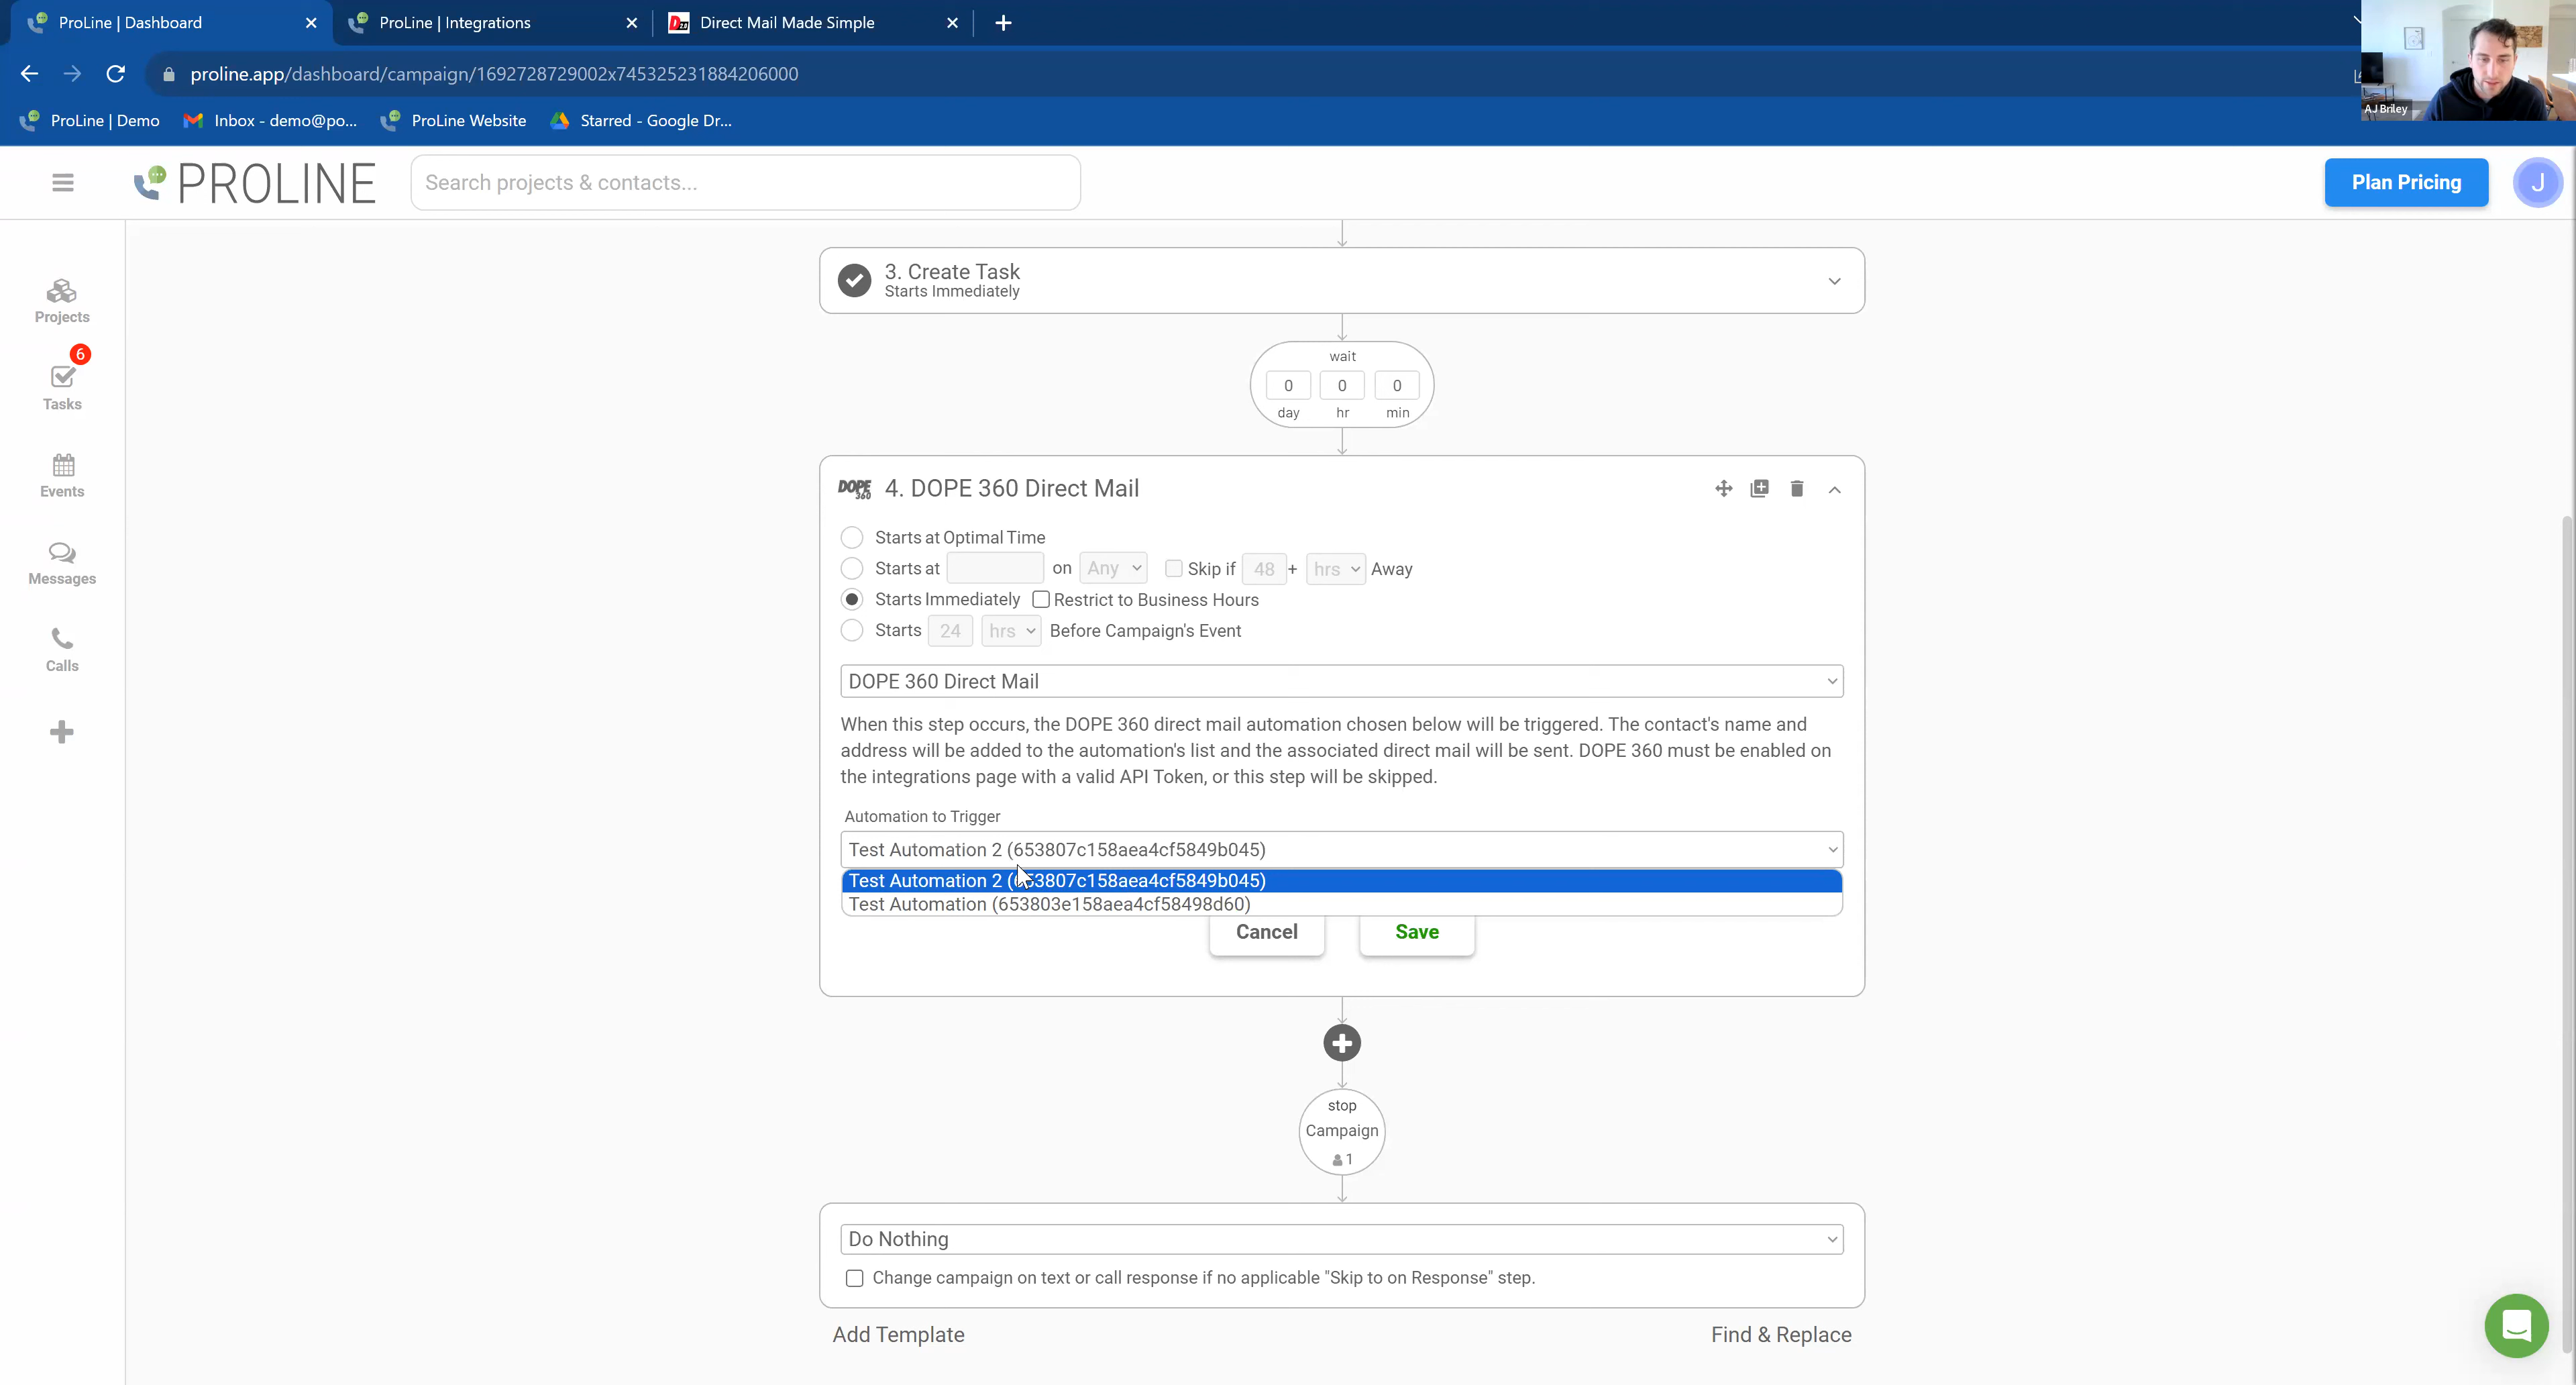 ProLine | Dashboard
ProLine | Integrations
Direct Mail Made Simple
proline.app/dashboard/campaign/1692728729002x745325231884206000
ProLine | Demo
Inbox - demo@po...
ProLine Website
Starred - Google Dr...
AJ Briley
PROLINE
Search projects & contacts...
Plan Pricing
J
Projects
6
Tasks
Events
Messages
Calls
3. Create Task
Starts Immediately
wait
0 0 0
day hr min
DOPE 360
4. DOPE 360 Direct Mail
Starts at Optimal Time
Starts at on Any Skip if 48 + hrs Away
Starts Immediately Restrict to Business Hours
Starts 24 hrs Before Campaign's Event
DOPE 360 Direct Mail
When this step occurs, the DOPE 360 direct mail automation chosen below will be triggered. The contact's name and
address will be added to the automation's list and the associated direct mail will be sent. DOPE 360 must be enabled on
the integrations page with a valid API Token, or this step will be skipped.
Automation to Trigger
Test Automation 2 (653807c158aea4cf5849b045)
Test Automation 2 (653807c158aea4cf5849b045)
Test Automation (653803e158aea4cf58498d60)
Cancel Save
stop
Campaign
1
Do Nothing
Change campaign on text or call response if no applicable "Skip to on Response" step.
Add Template
Find & Replace